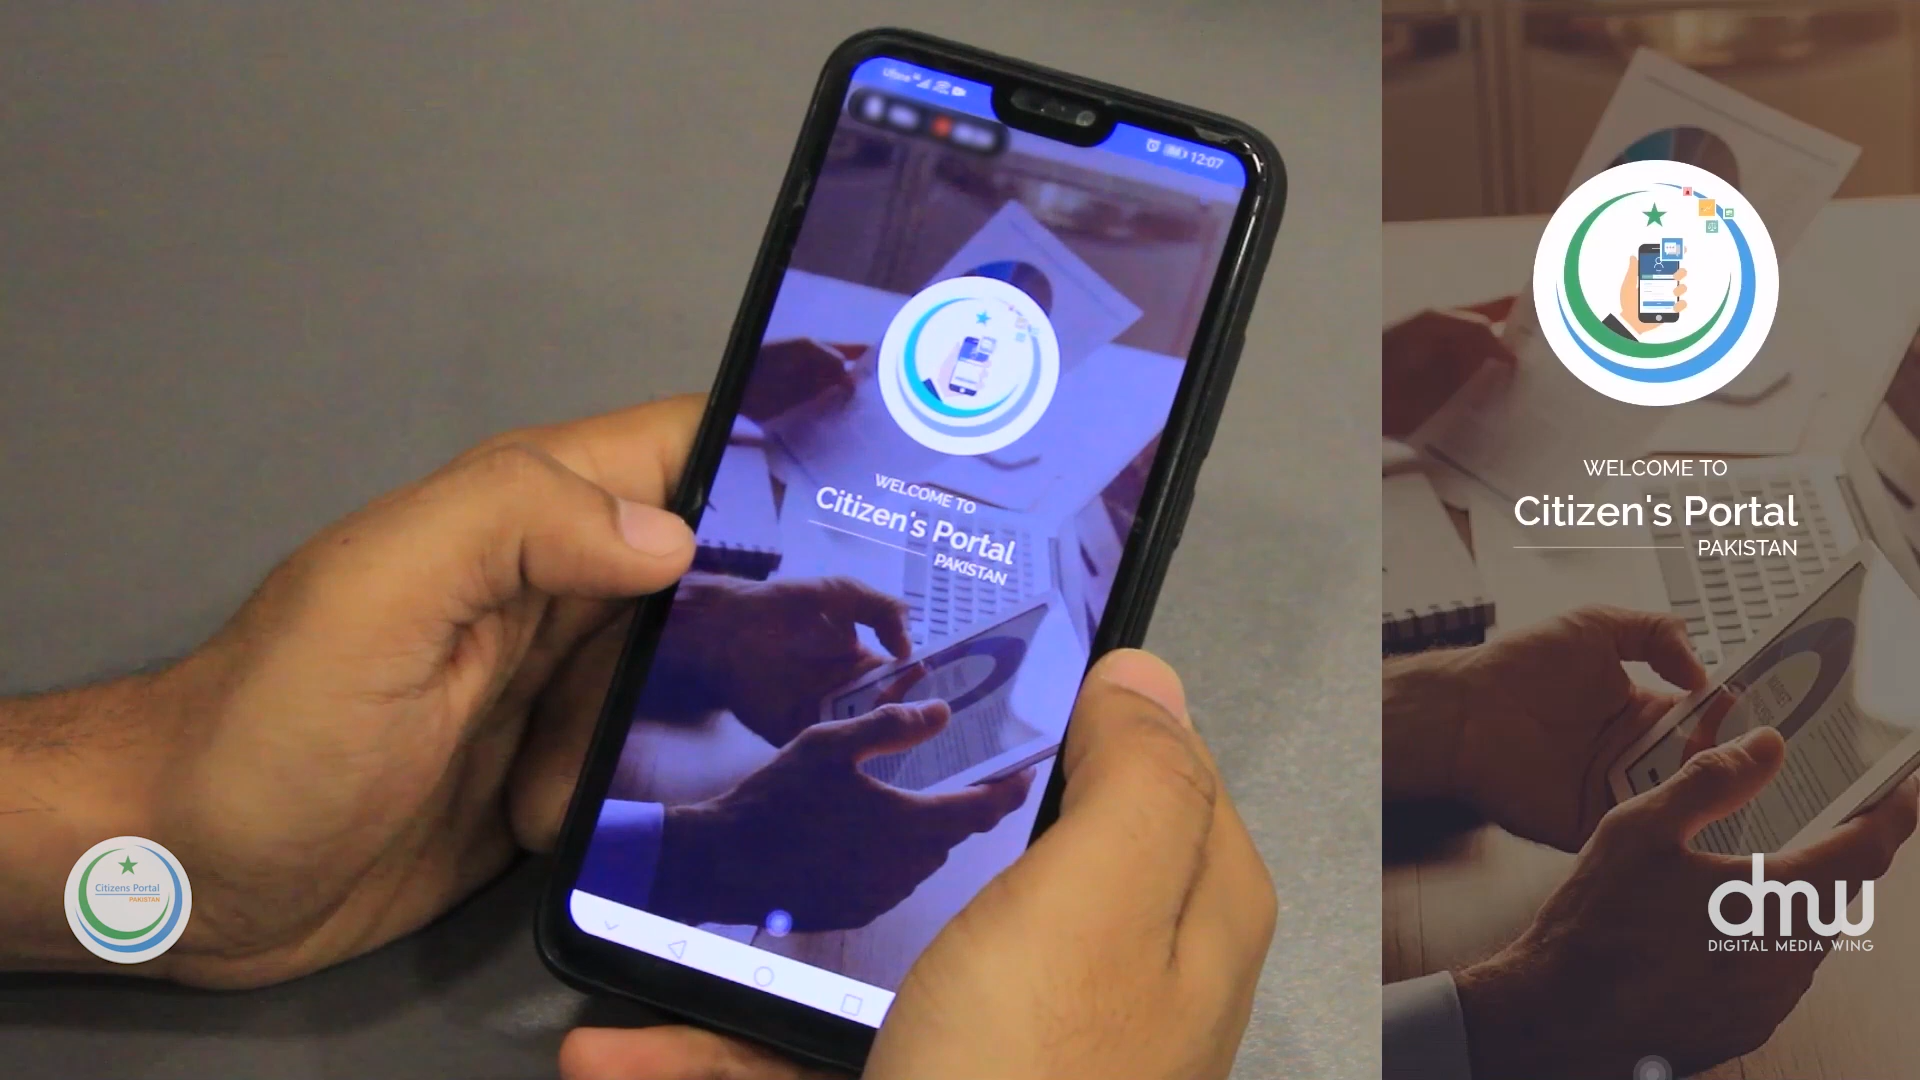 Ufone
12:07
WELCOME TO
Citizen's Portal
PAKISTAN
Citizens Portal
PAKISTAN
WELCOME TO
Citizen's Portal
PAKISTAN
dmw
DIGITAL MEDIA WING